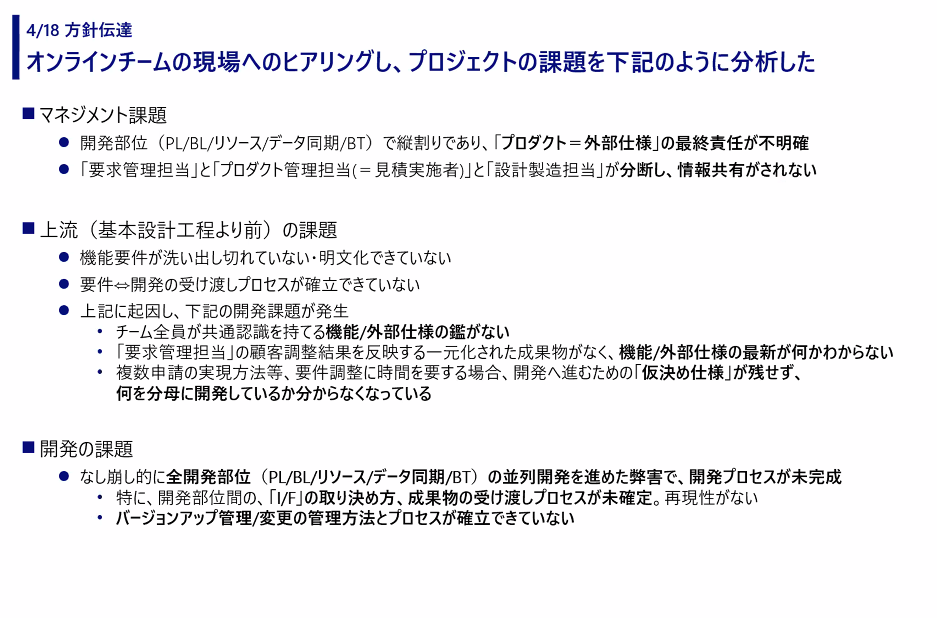 4/18 方針伝達
オンラインチームの現場へのヒアリングし、プロジェクトの課題を下記のように分析した
■ マネジメント課題
● 開発部位（PL/BL/リソース/データ同期/BT）で縦割りであり、「プロダクト＝外部仕様」の最終責任が不明確
● 「要求管理担当」と「プロダクト管理担当(＝見積実施者)」と「設計製造担当」が分断し、情報共有がされない
■ 上流（基本設計工程より前）の課題
● 機能要件が洗い出し切れていない・明文化できていない
● 要件⇔開発の受け渡しプロセスが確立できていない
● 上記に起因し、下記の開発課題が発生
• チーム全員が共通認識を持てる機能/外部仕様の鑑がない
• 「要求管理担当」の顧客調整結果を反映する一元化された成果物がなく、機能/外部仕様の最新が何かわからない
• 複数申請の実現方法等、要件調整に時間を要する場合、開発へ進むための「仮決め仕様」が残せず、
何を分母に開発しているか分からなくなっている
■ 開発の課題
● なし崩し的に全開発部位（PL/BL/リソース/データ同期/BT）の並列開発を進めた弊害で、開発プロセスが未完成
• 特に、開発部位間の、「I/F」の取り決め方、成果物の受け渡しプロセスが未確定。再現性がない
• バージョンアップ管理/変更の管理方法とプロセスが確立できていない